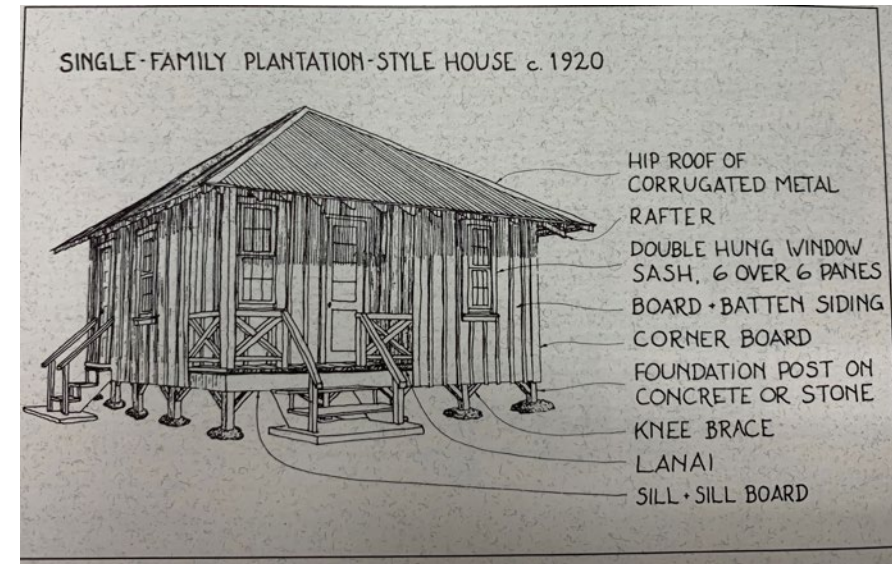 SINGLE-FAMILY PLANTATION-STYLE HOUSE c. 1920
HIP ROOF OF
CORRUGATED METAL
RAFTER
DOUBLE HUNG WINDOW
SASH, 6 OVER 6 PANES
BOARD + BATTEN SIDING
CORNER BOARD
FOUNDATION POST ON
CONCRETE OR STONE
KNEE BRACE
LANAI
SILL + SILL BOARD